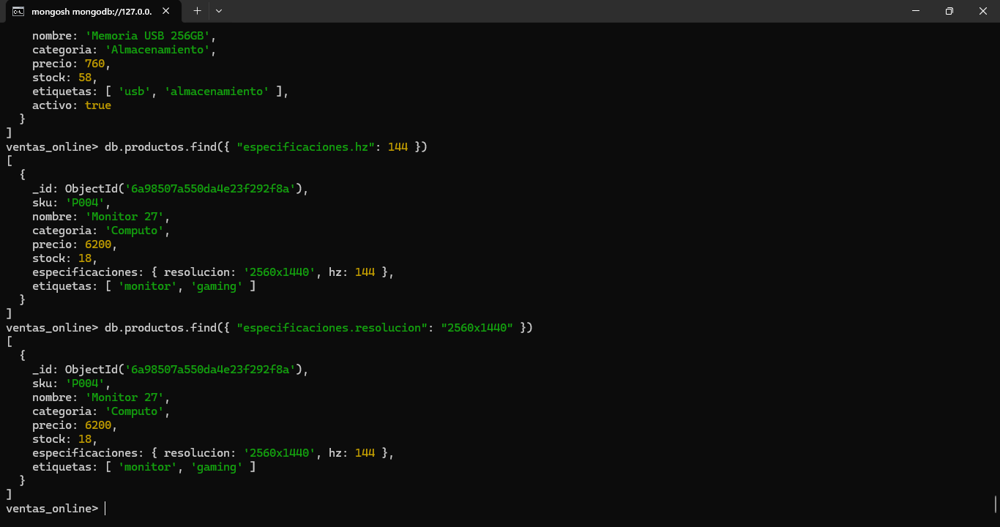 mongosh mongodb://127.0.0.
nombre: 'Memoria USB 256GB',
categoria: 'Almacenamiento',
precio: 760,
stock: 58,
etiquetas: [ 'usb', 'almacenamiento' ],
activo: true
}
]
ventas_online> db.productos.find({ "especificaciones.hz": 144 })
[
{
_id: ObjectId('6a98507a550da4e23f292f8a'),
sku: 'P004',
nombre: 'Monitor 27',
categoria: 'Computo',
precio: 6200,
stock: 18,
especificaciones: { resolucion: '2560x1440', hz: 144 },
etiquetas: [ 'monitor', 'gaming' ]
}
]
ventas_online> db.productos.find({ "especificaciones.resolucion": "2560x1440" })
[
{
_id: ObjectId('6a98507a550da4e23f292f8a'),
sku: 'P004',
nombre: 'Monitor 27',
categoria: 'Computo',
precio: 6200,
stock: 18,
especificaciones: { resolucion: '2560x1440', hz: 144 },
etiquetas: [ 'monitor', 'gaming' ]
}
]
ventas_online>